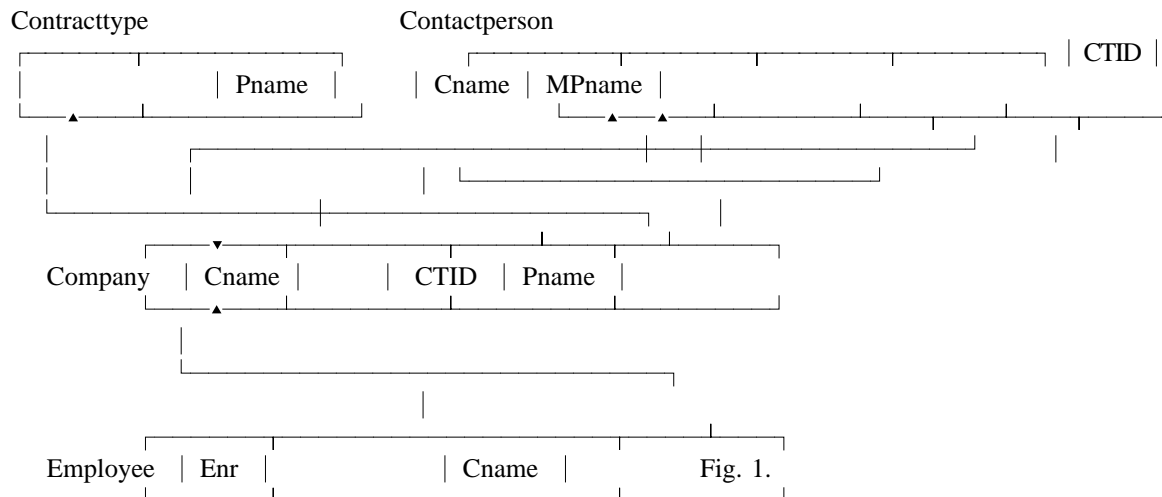 Contracttype Contactperson
CTID
Pname Cname MPname
Company Cname CTID Pname
Employee Enr Cname Fig. 1.